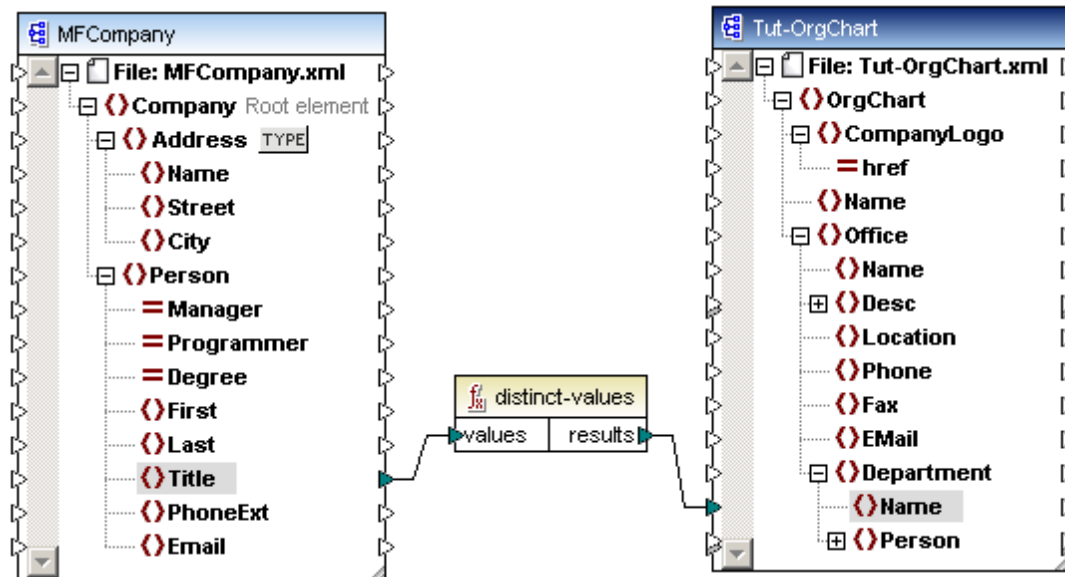 MFCompany
File: MFCompany.xml
Company Root element
Address TYPE
Name
Street
City
Person
Manager
Programmer
Degree
First
Last
Title
PhoneExt
Email
distinct-values
values results
Tut-OrgChart
File: Tut-OrgChart.xml
OrgChart
CompanyLogo
href
Name
Office
Name
Desc
Location
Phone
Fax
EMail
Department
Name
Person